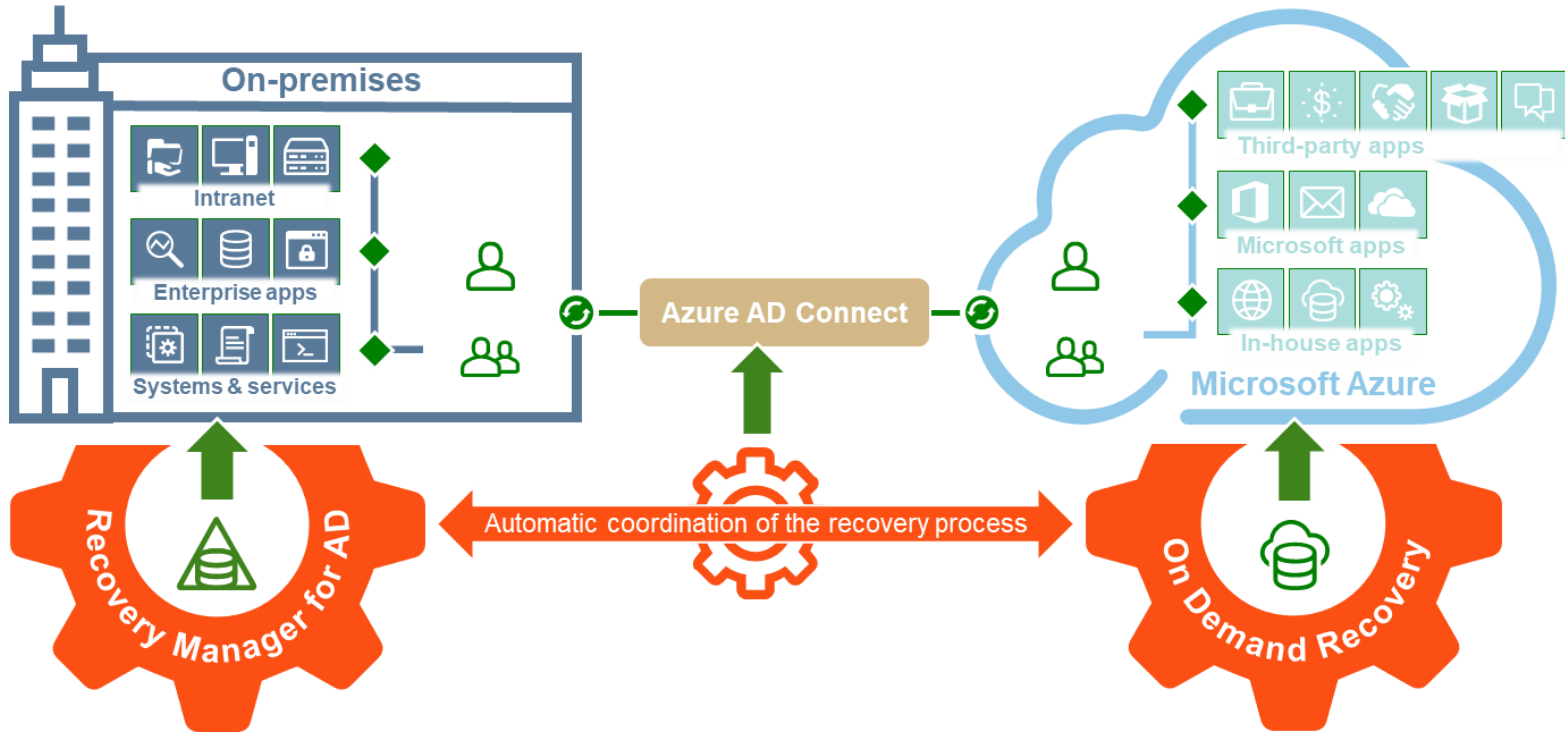 On-premises
Intranet
Enterprise apps
Systems & services
Azure AD Connect
$
Third-party apps
Microsoft apps
In-house apps
Microsoft Azure
Recovery Manager for AD
Automatic coordination of the recovery process
On Demand Recovery